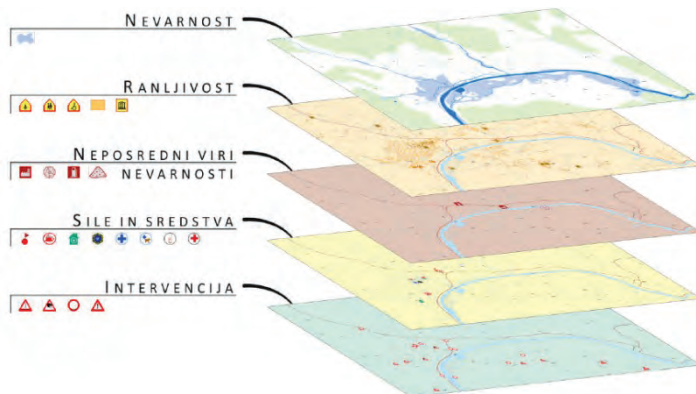 NEVARNOST
RANLJIVOST
NEPOSREDNI VIRI
NEVARNOSTI
SILE IN SREDSTVA
INTERVENCIJA